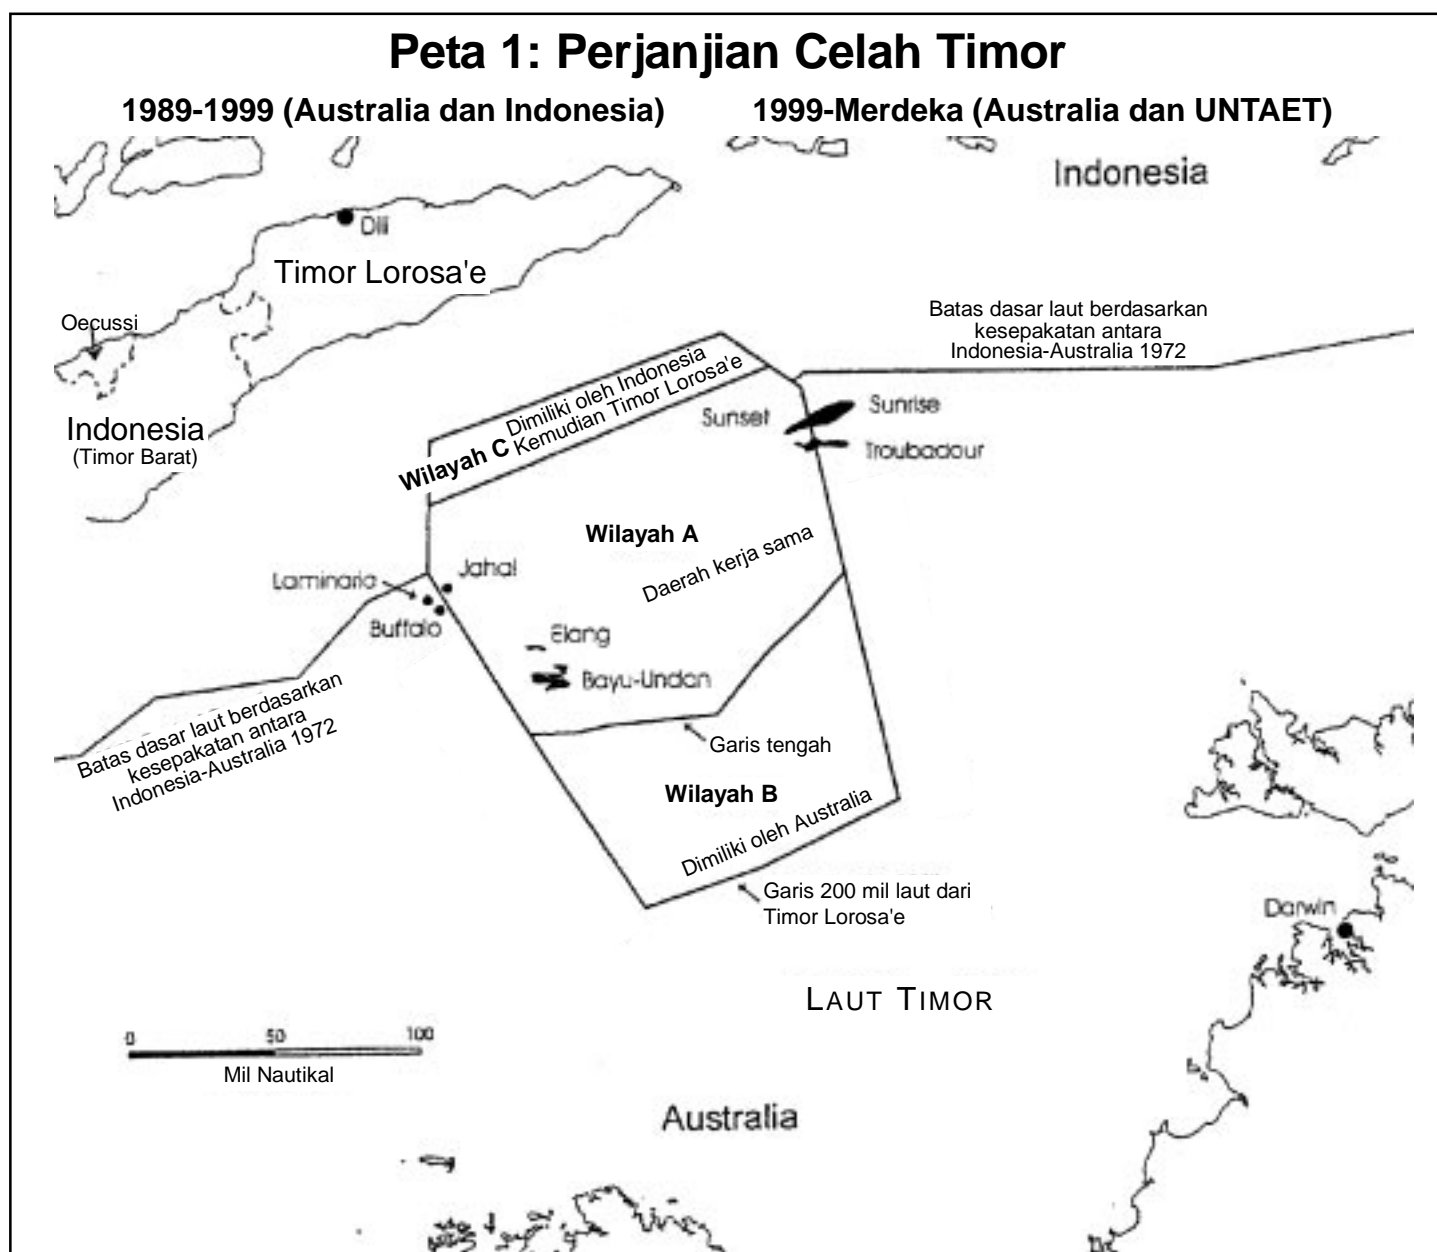 Peta 1: Perjanjian Celah Timor
1989-1999 (Australia dan Indonesia)
1999-Merdeka (Australia dan UNTAET)
Indonesia
Dili
Timor Lorosa'e
Oecussi
Batas dasar laut berdasarkan
kesepakatan antara
Indonesia-Australia 1972
Dimiliki oleh Indonesia
Kemudian Timor Lorosa'e
Wilayah C
Sunset
Sunrise
Troubadour
Indonesia
(Timor Barat)
Wilayah A
Daerah kerja sama
Jahal
Laminaria
Buffalo
Elang
Bayu-Undan
Batas dasar laut berdasarkan
kesepakatan antara
Indonesia-Australia 1972
Garis tengah
Wilayah B
Dimiliki oleh Australia
Garis 200 mil laut dari
Timor Lorosa'e
Darwin
LAUT TIMOR
0 50 100
Mil Nautikal
Australia